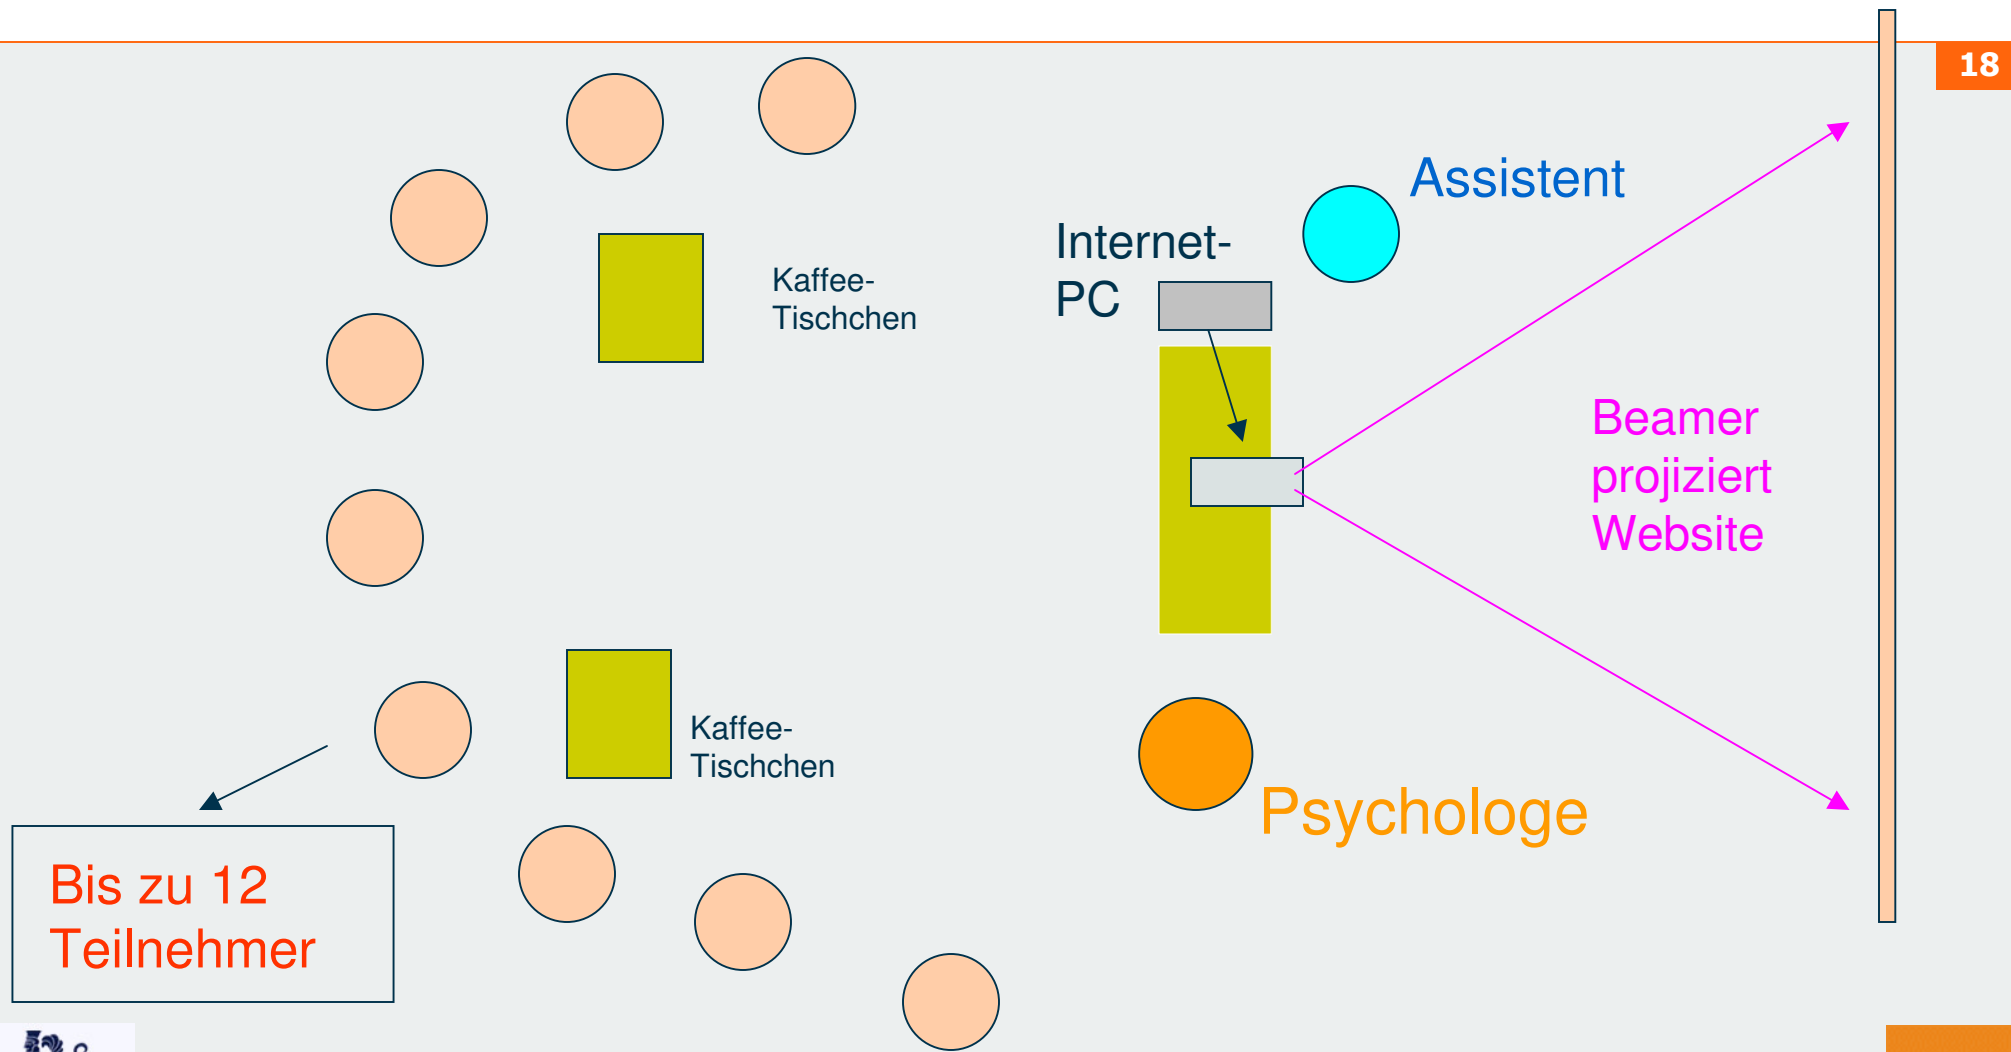 18
Assistent
Internet-
PC
Kaffee-
Tischchen
Beamer
projiziert
Website
Kaffee-
Tischchen
Psychologe
Bis zu 12
Teilnehmer